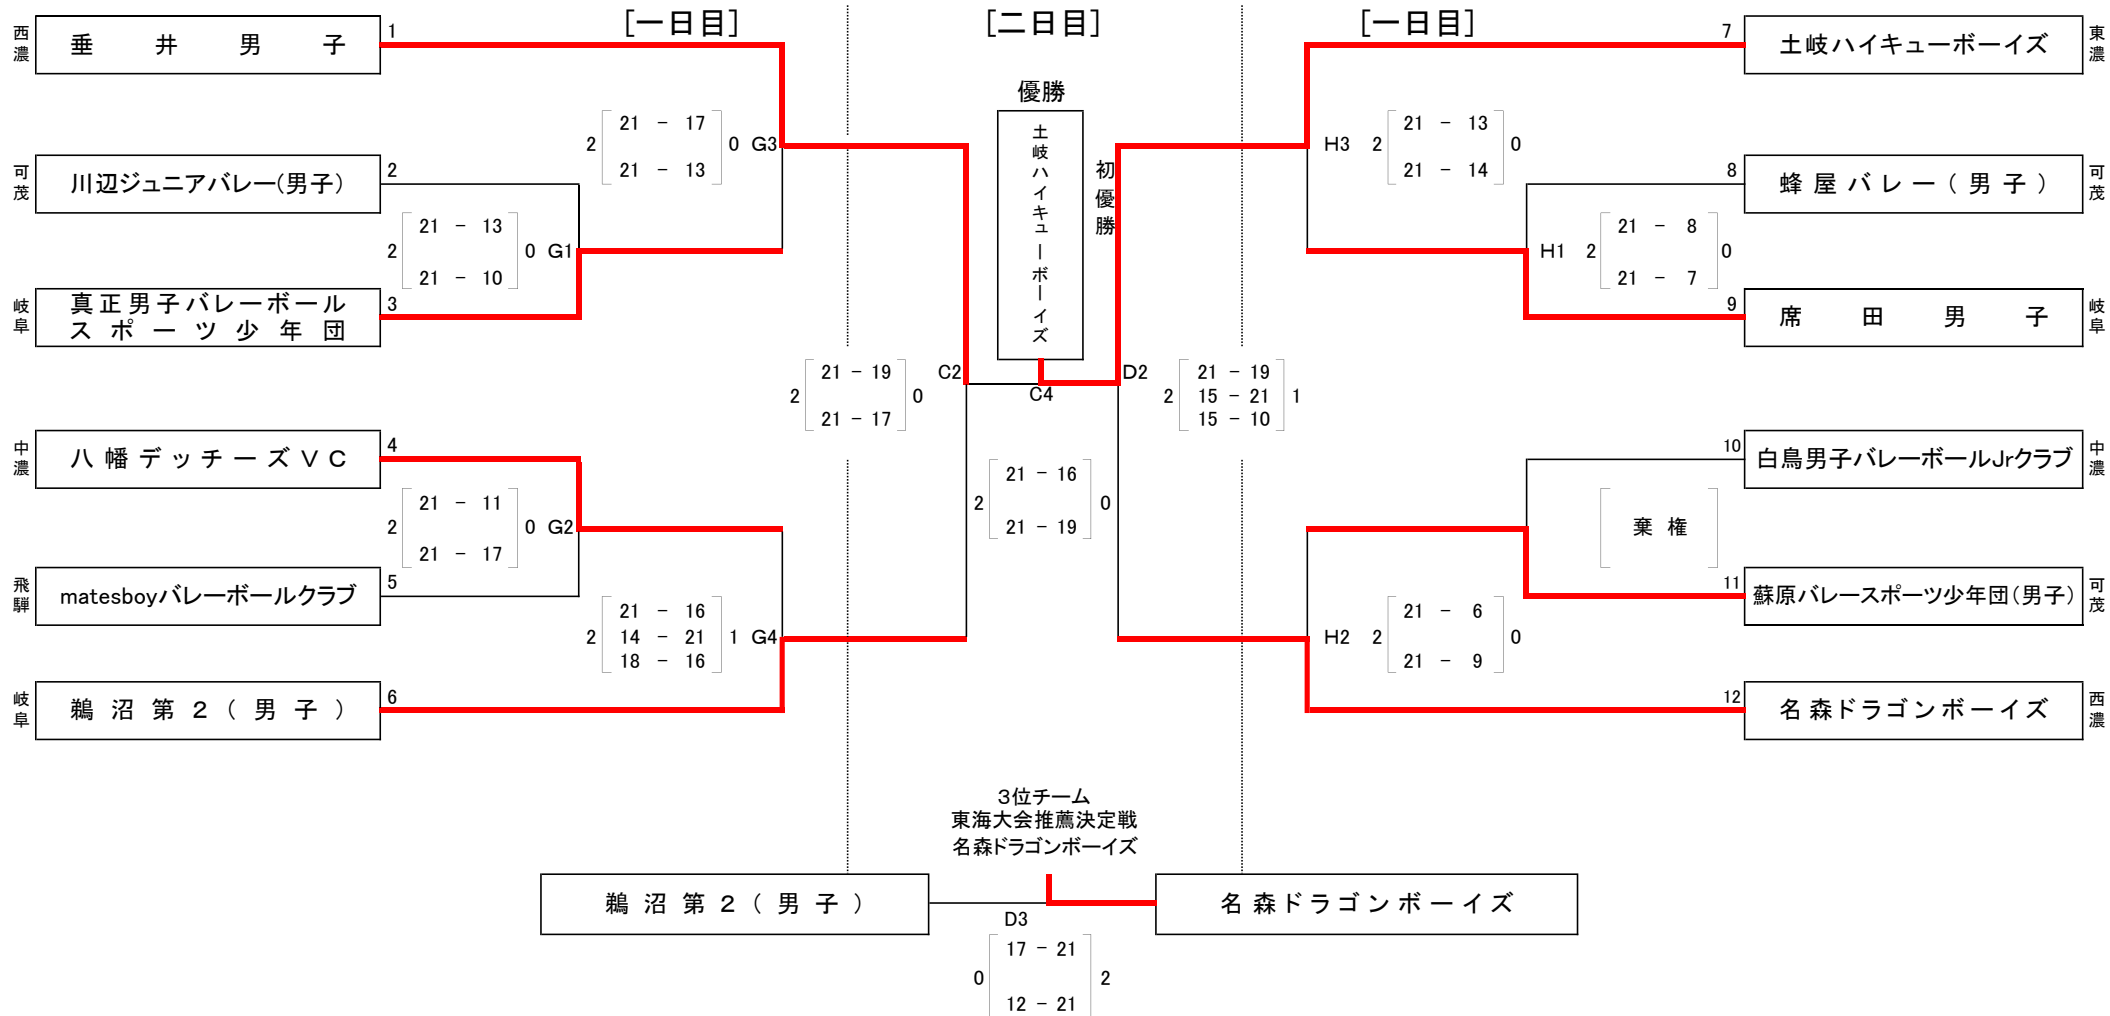 [一日目]
[二日目]
[一日目]
西濃
垂井男子
1
可茂
川辺ジュニアバレー(男子)
2
岐阜
真正男子バレーボール
スポーツ少年団
3
中濃
八幡デッチーズVC
4
飛騨
matesboyバレーボールクラブ
5
岐阜
鵜沼第2(男子)
6
2 21 - 17 0 G3
21 - 13
2 21 - 13 0 G1
21 - 10
2 21 - 11 0 G2
21 - 17
2 21 - 16 1 G4
14 - 21
18 - 16
2 21 - 19 0 C2
21 - 17
優勝
土岐ハイキューボーイズ
初優勝
C4
2 21 - 16 0
21 - 19
D2 2 21 - 19 1
15 - 21
15 - 10
H3 2 21 - 13 0
21 - 14
H1 2 21 - 8 0
21 - 7
棄権
H2 2 21 - 6 0
21 - 9
7
土岐ハイキューボーイズ
東濃
8
蜂屋バレー(男子)
可茂
9
席田男子
岐阜
10
白鳥男子バレーボールJrクラブ
中濃
11
蘇原バレースポーツ少年団(男子)
可茂
12
名森ドラゴンボーイズ
西濃
3位チーム
東海大会推薦決定戦
名森ドラゴンボーイズ
鵜沼第2(男子)
名森ドラゴンボーイズ
D3
0 17 - 21 2
12 - 21